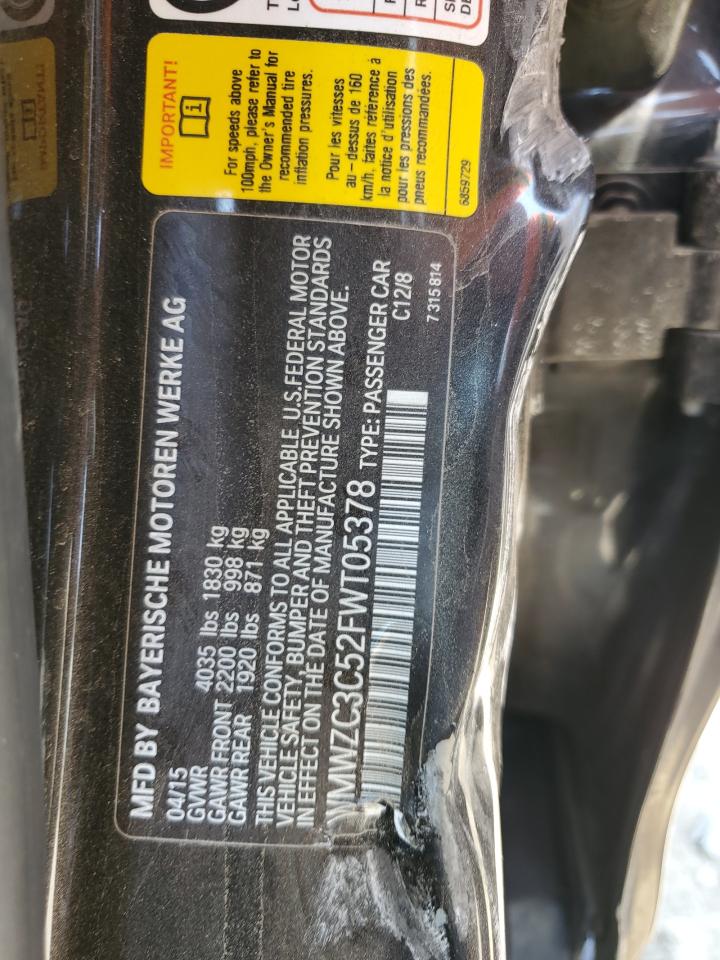 IMPORTANT!
For speeds above
100mph, please refer to
the Owner's Manual for
recommended tire
inflation pressures.
Pour les vitesses
au-dessus de 160
km/h, faites référence à
la notice d'utilisation
pour les pressions des
pneus recommandées.
6859729
MFD BY BAYERISCHE MOTOREN WERKE AG
04/15
GVWR 4035 lbs 1830 kg
GAWR FRONT 2200 lbs 998 kg
GAWR REAR 1920 lbs 871 kg
THIS VEHICLE CONFORMS TO ALL APPLICABLE U.S.FEDERAL MOTOR
VEHICLE SAFETY, BUMPER AND THEFT PREVENTION STANDARDS
IN EFFECT ON THE DATE OF MANUFACTURE SHOWN ABOVE.
WMWZC3C52FWT05378 TYPE: PASSENGER CAR
C12/8
7 315 814